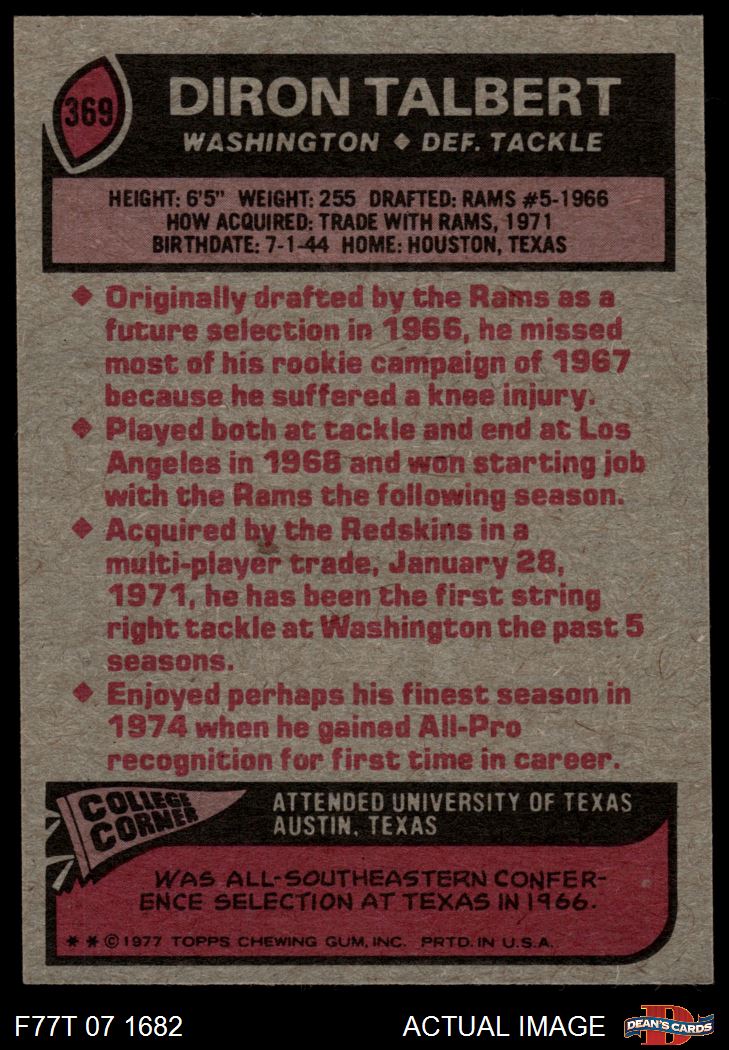 369
DIRON TALBERT
WASHINGTON ◆ DEF. TACKLE
HEIGHT: 6'5" WEIGHT: 255 DRAFTED: RAMS #5-1966
HOW ACQUIRED: TRADE WITH RAMS, 1971
BIRTHDATE: 7-1-44 HOME: HOUSTON, TEXAS
◆ Originally drafted by the Rams as a
future selection in 1966, he missed
most of his rookie campaign of 1967
because he suffered a knee injury.
◆ Played both at tackle and end at Los
Angeles in 1968 and won starting job
with the Rams the following season.
◆ Acquired by the Redskins in a
multi-player trade, January 28,
1971, he has been the first string
right tackle at Washington the past 5
seasons.
◆ Enjoyed perhaps his finest season in
1974 when he gained All-Pro
recognition for first time in career.
COLLEGE
CORNER
ATTENDED UNIVERSITY OF TEXAS
AUSTIN, TEXAS
WAS ALL-SOUTHEASTERN CONFER-
ENCE SELECTION AT TEXAS IN 1966.
* * © 1977 TOPPS CHEWING GUM, INC. PRTD. IN U.S.A.
F77T 07 1682
ACTUAL IMAGE
D
DEAN'S CARDS